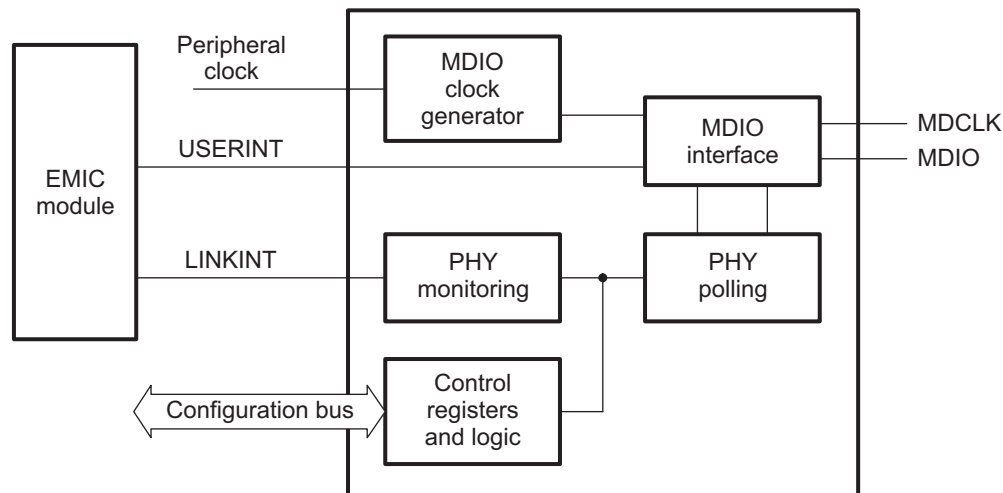 Peripheral
clock
MDIO
clock
generator
MDIO
interface
MDCLK
MDIO
USERINT
EMIC
module
LINKINT
PHY
monitoring
PHY
polling
Control
registers
and logic
Configuration bus